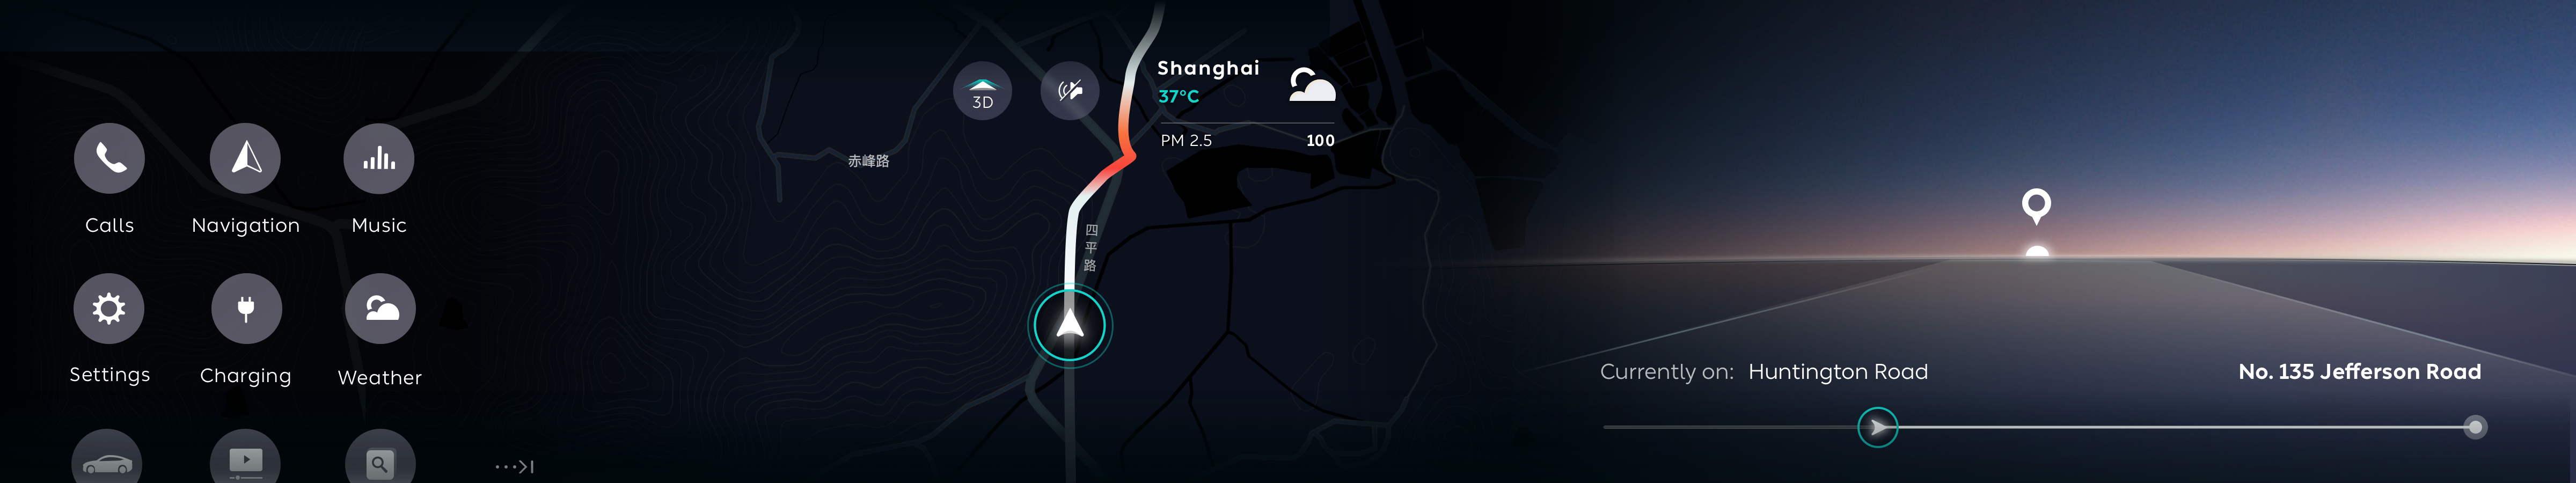 Calls
Navigation
Music
Settings
Charging
Weather
3D
赤峰路
四平路
Shanghai
37°C
PM 2.5 100
Currently on: Huntington Road
No. 135 Jefferson Road